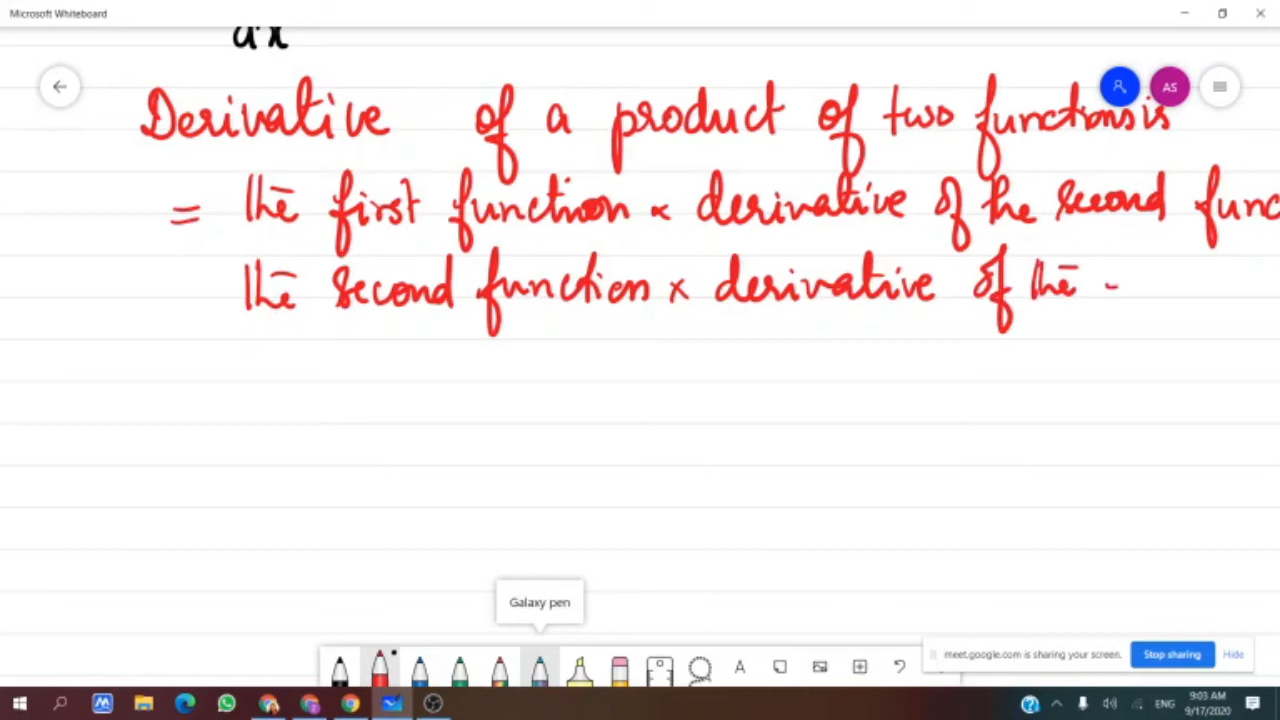 Microsoft Whiteboard
dx
Derivative of a product of two functions is
AS
= the first function × derivative of the second func
the second function × derivative of the
Galaxy pen
meet.google.com is sharing your screen. Stop sharing Hide
A
ENG
9:03 AM
9/17/2020